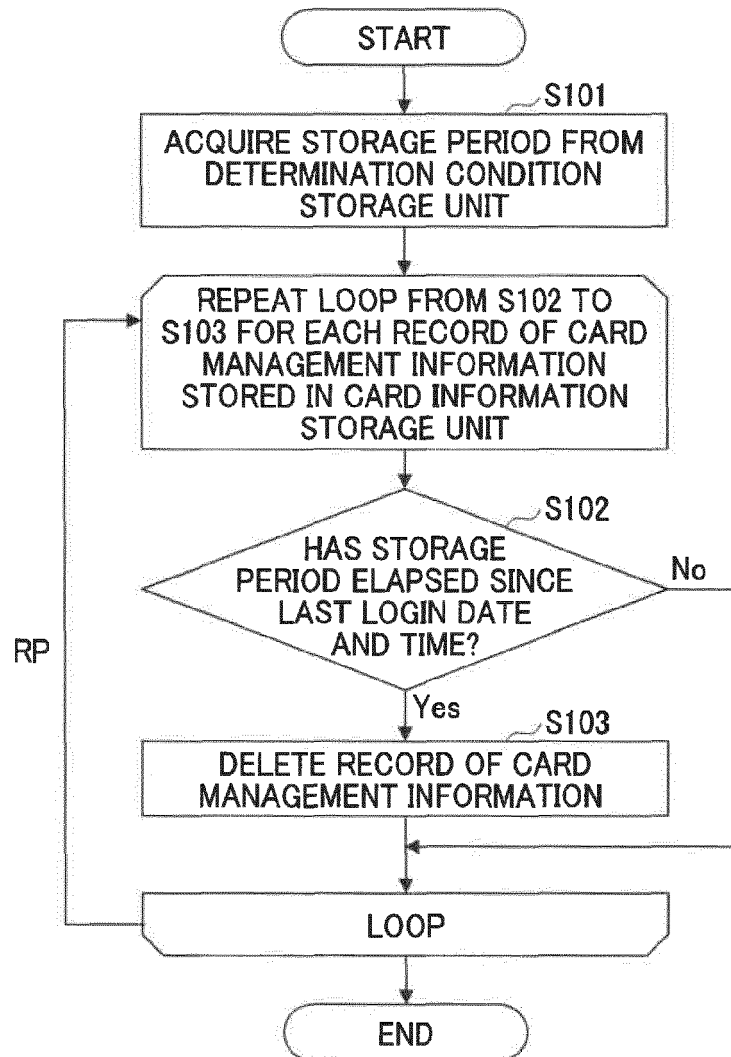 START
S101
ACQUIRE STORAGE PERIOD FROM
DETERMINATION CONDITION
STORAGE UNIT
REPEAT LOOP FROM S102 TO
S103 FOR EACH RECORD OF CARD
MANAGEMENT INFORMATION
STORED IN CARD INFORMATION
STORAGE UNIT
S102
HAS STORAGE
PERIOD ELAPSED SINCE
LAST LOGIN DATE
AND TIME?
No
RP
Yes
S103
DELETE RECORD OF CARD
MANAGEMENT INFORMATION
LOOP
END